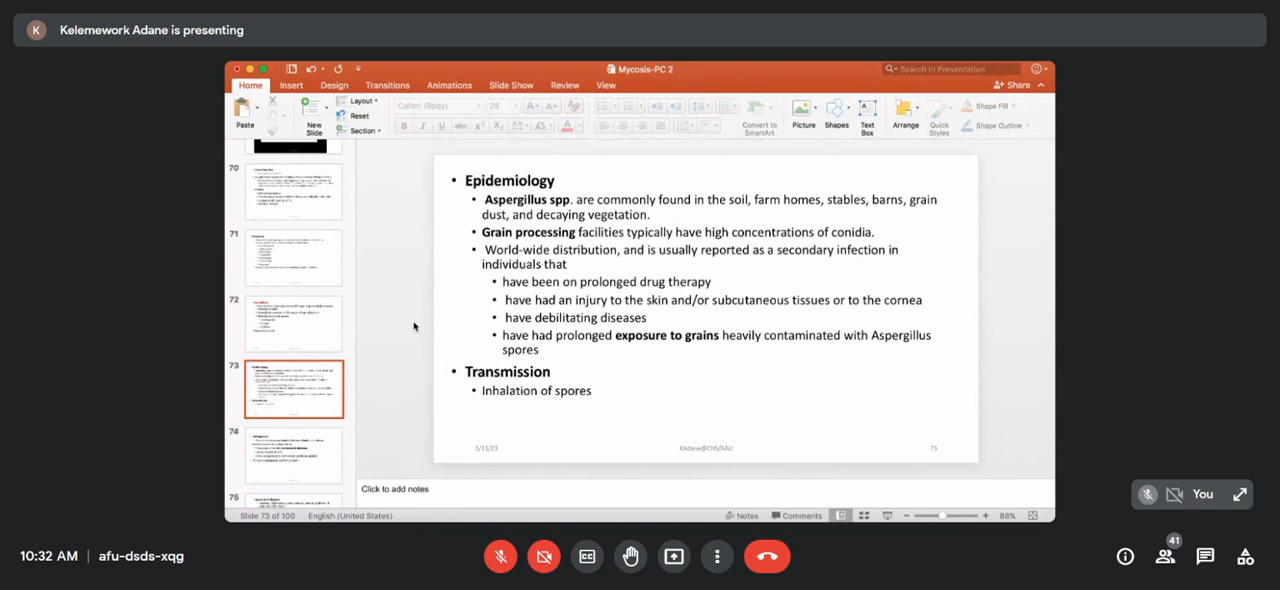 K
Kelemework Adane is presenting
Mycosis-PC 2
Search in Presentation
Home Insert Design Transitions Animations Slide Show Review View
Share
Paste
New
Slide
Layout
Reset
Section
Calibri (Body)
28
B I U abc
Convert to
SmartArt
Picture
Shapes
Text
Box
Arrange
Quick
Styles
Shape Fill
Shape Outline
70
71
72
73
74
75
• Epidemiology
• Aspergillus spp. are commonly found in the soil, farm homes, stables, barns, grain
dust, and decaying vegetation.
• Grain processing facilities typically have high concentrations of conidia.
• World-wide distribution, and is usually reported as a secondary infection in
individuals that
• have been on prolonged drug therapy
• have had an injury to the skin and/or subcutaneous tissues or to the cornea
• have debilitating diseases
• have had prolonged exposure to grains heavily contaminated with Aspergillus
spores
• Transmission
• Inhalation of spores
1/11/23
KAdane@CHS/AAU
73
Click to add notes
Slide 73 of 100 English (United States)
Notes
Comments
88%
You
10:32 AM | afu-dsds-xqg
CC
41